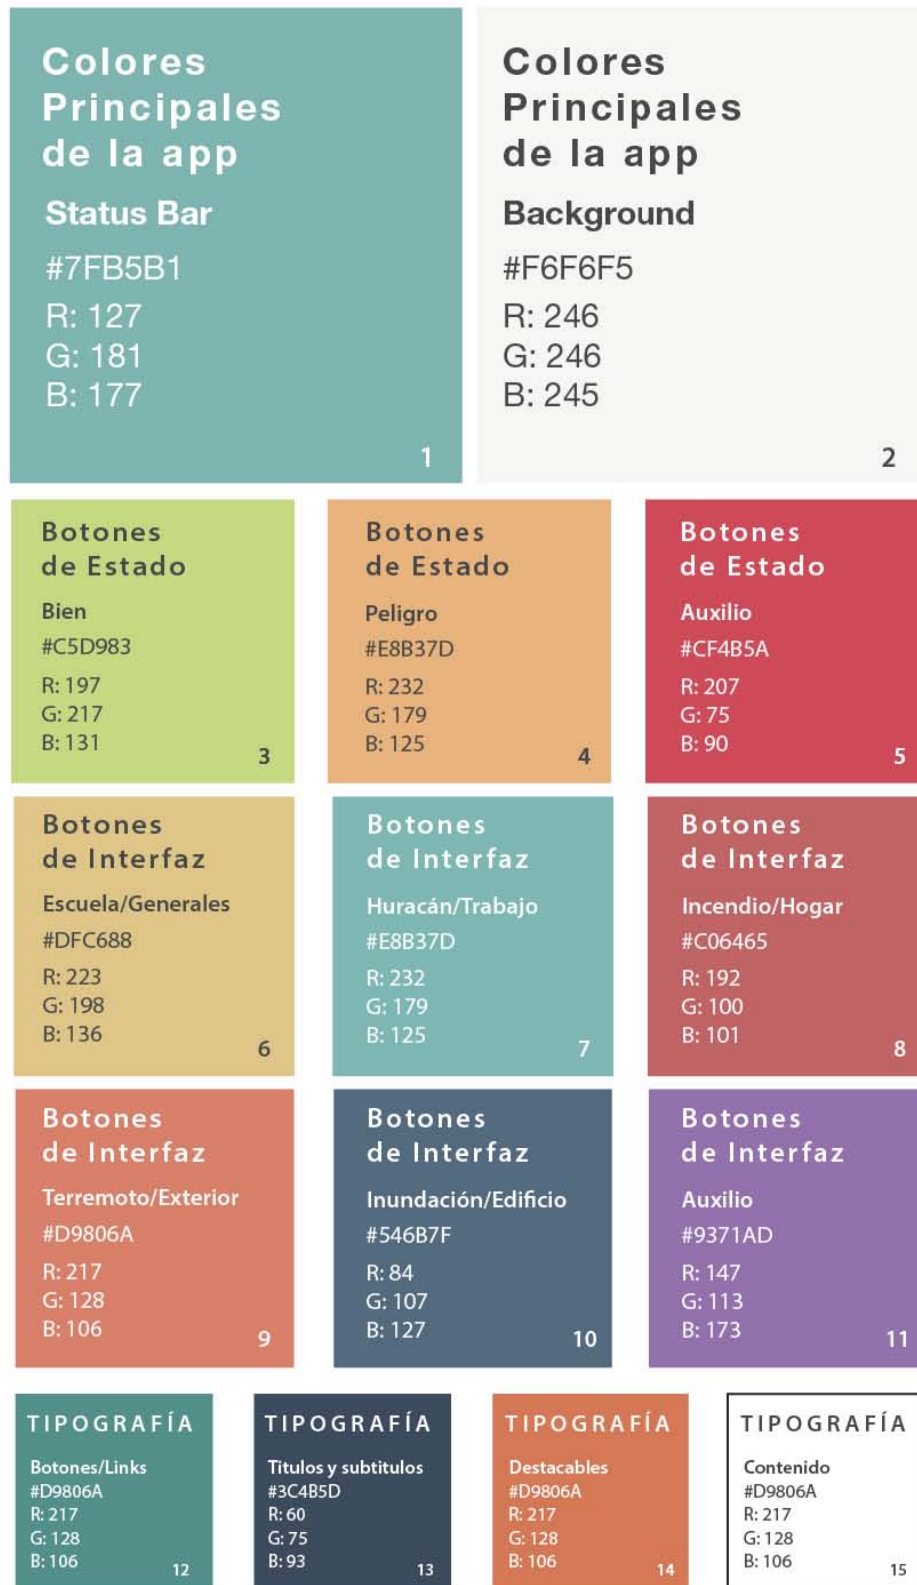 Colores
Principales
de la app
Status Bar
#7FB5B1
R: 127
G: 181
B: 177
1
Colores
Principales
de la app
Background
#F6F6F5
R: 246
G: 246
B: 245
2
Botones
de Estado
Bien
#C5D983
R: 197
G: 217
B: 131
3
Botones
de Estado
Peligro
#E8B37D
R: 232
G: 179
B: 125
4
Botones
de Estado
Auxilio
#CF4B5A
R: 207
G: 75
B: 90
5
Botones
de Interfaz
Escuela/Generales
#DFC688
R: 223
G: 198
B: 136
6
Botones
de Interfaz
Huracán/Trabajo
#E8B37D
R: 232
G: 179
B: 125
7
Botones
de Interfaz
Incendio/Hogar
#C06465
R: 192
G: 100
B: 101
8
Botones
de Interfaz
Terremoto/Exterior
#D9806A
R: 217
G: 128
B: 106
9
Botones
de Interfaz
Inundación/Edificio
#546B7F
R: 84
G: 107
B: 127
10
Botones
de Interfaz
Auxilio
#9371AD
R: 147
G: 113
B: 173
11
TIPOGRAFÍA
Botones/Links
#D9806A
R: 217
G: 128
B: 106
12
TIPOGRAFÍA
Titulos y subtitulos
#3C4B5D
R: 60
G: 75
B: 93
13
TIPOGRAFÍA
Destacables
#D9806A
R: 217
G: 128
B: 106
14
TIPOGRAFÍA
Contenido
#D9806A
R: 217
G: 128
B: 106
15